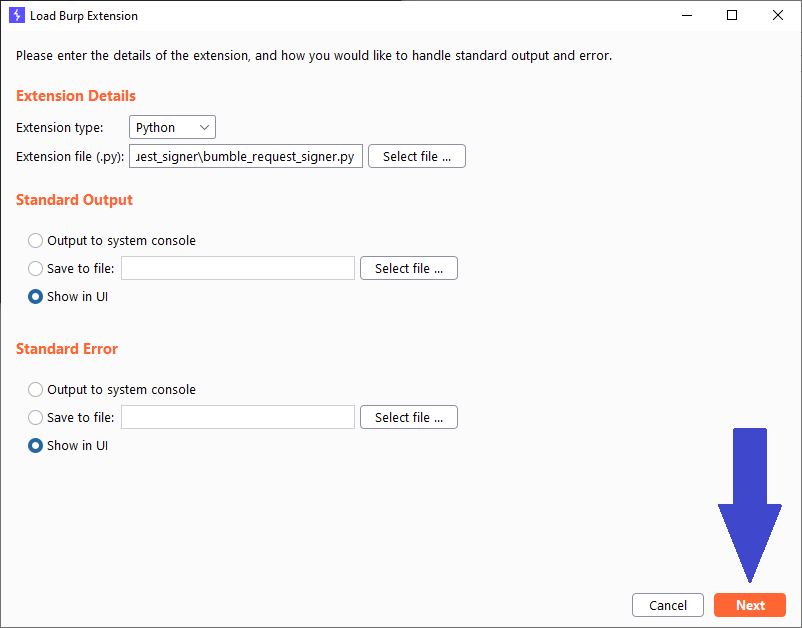 Load Burp Extension
Please enter the details of the extension, and how you would like to handle standard output and error.
Extension Details
Extension type: Python
Extension file (.py): uest_signer\bumble_request_signer.py Select file ...
Standard Output
Output to system console
Save to file: Select file ...
Show in UI
Standard Error
Output to system console
Save to file: Select file ...
Show in UI
Cancel Next